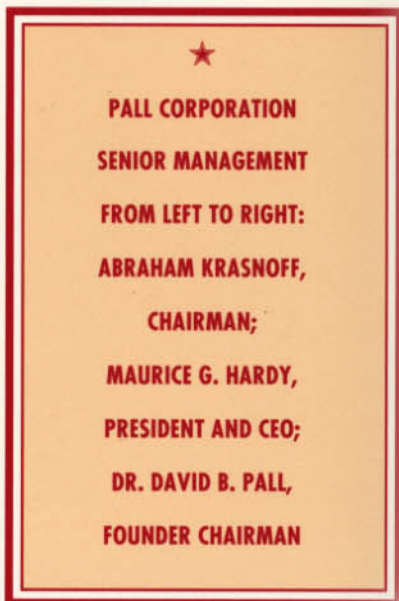 PALL CORPORATION
SENIOR MANAGEMENT
FROM LEFT TO RIGHT:
ABRAHAM KRASNOFF,
CHAIRMAN;
MAURICE G. HARDY,
PRESIDENT AND CEO;
DR. DAVID B. PALL,
FOUNDER CHAIRMAN